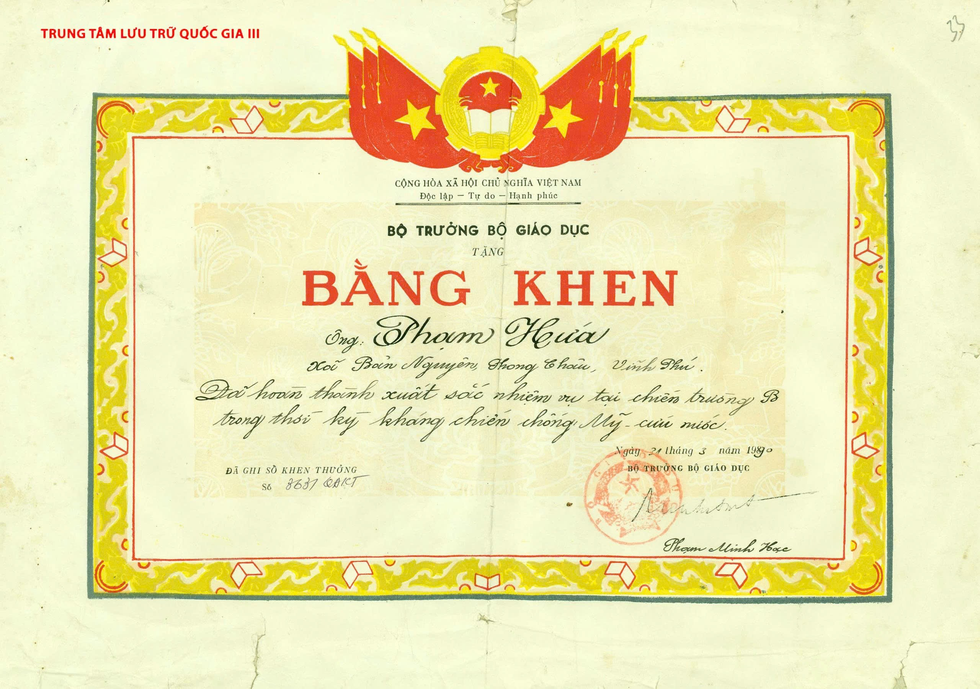 TRUNG TÂM LƯU TRỮ QUỐC GIA III
33
CỘNG HÒA XÃ HỘI CHỦ NGHĨA VIỆT NAM
Độc lập - Tự do - Hạnh phúc
BỘ TRƯỞNG BỘ GIÁO DỤC
TẶNG
BẰNG KHEN
Ông: Phạm Hứa
Xã Bản Nguyên, Phong Châu, Vĩnh Phú.
Đã hoàn thành xuất sắc nhiệm vụ tại chiến trường B
trong thời kỳ kháng chiến chống Mỹ - cứu nước.
Ngày 21 tháng 3 năm 1990
BỘ TRƯỞNG BỘ GIÁO DỤC
ĐÃ GHI SỔ KHEN THƯỞNG
Số 3637 QĐKT
Phạm Minh Hạc